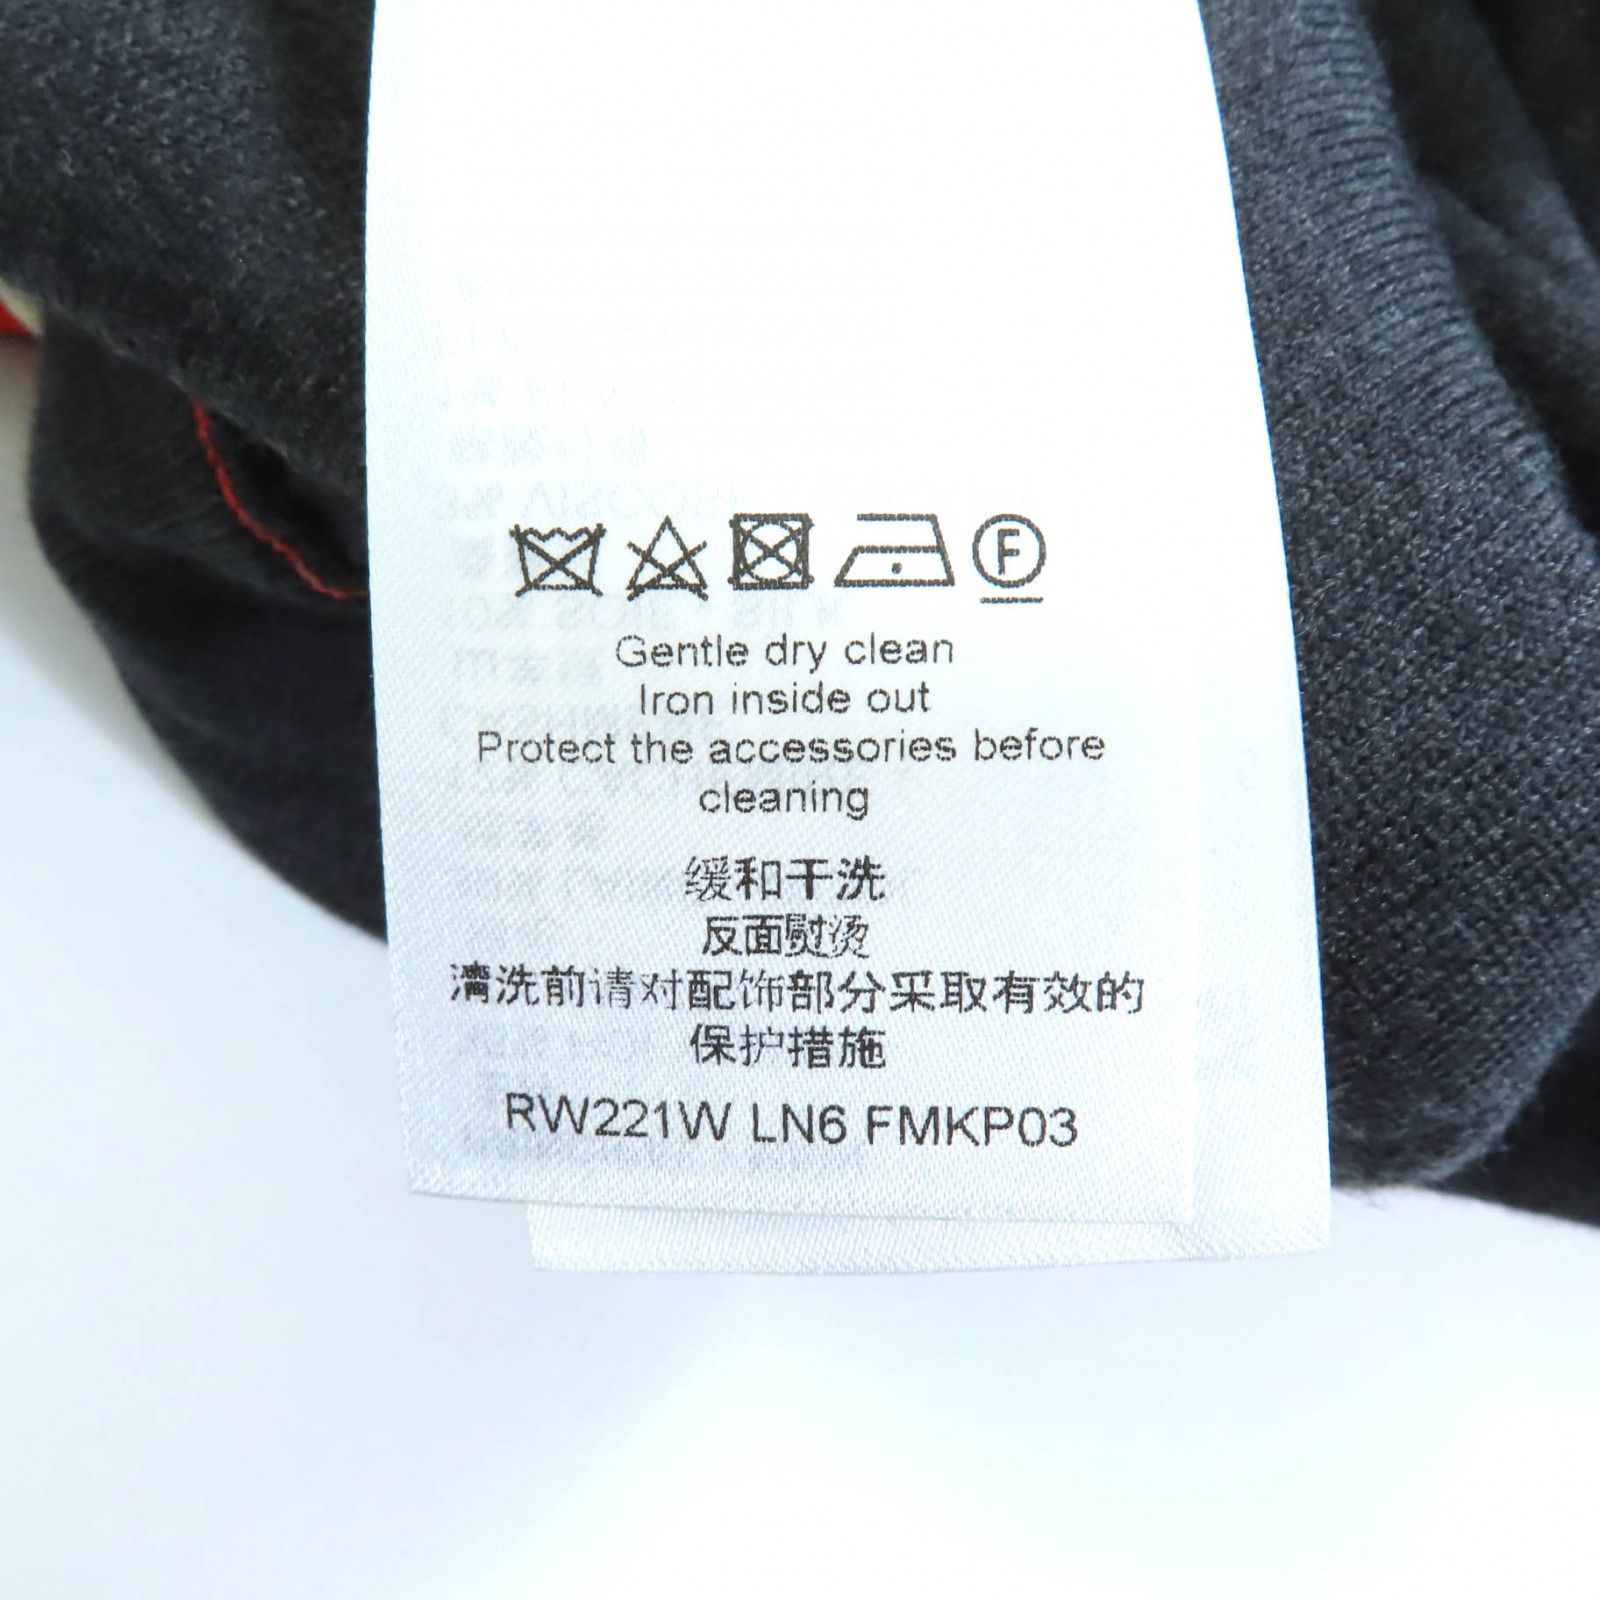 F
Gentle dry clean
Iron inside out
Protect the accessories before
cleaning
缓和干洗
反面熨烫
清洗前请对配饰部分采取有效的
保护措施
RW221W LN6 FMKP03